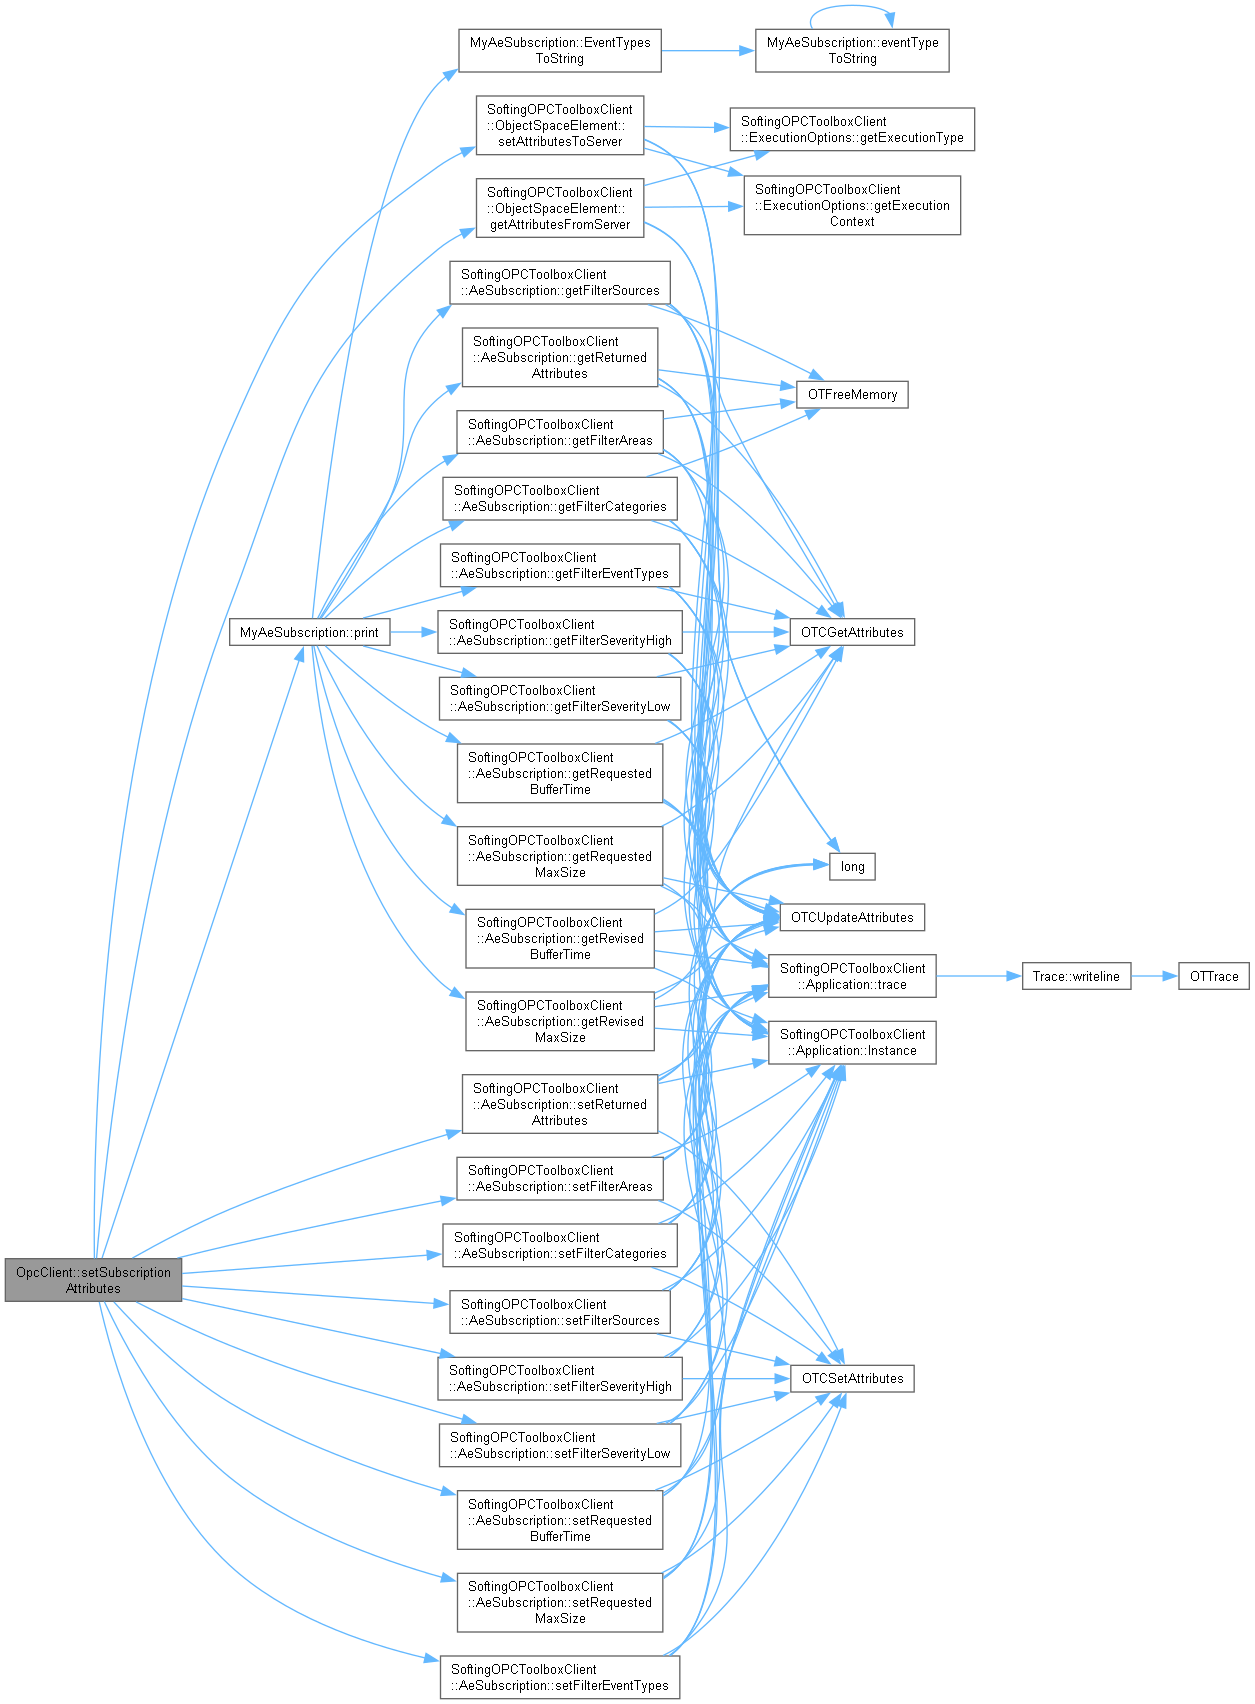 MyAeSubscription::EventTypes
ToString
MyAeSubscription::eventType
ToString
SoftingOPCToolboxClient
::ObjectSpaceElement::
setAttributesToServer
SoftingOPCToolboxClient
::ExecutionOptions::getExecutionType
SoftingOPCToolboxClient
::ObjectSpaceElement::
getAttributesFromServer
SoftingOPCToolboxClient
::ExecutionOptions::getExecution
Context
SoftingOPCToolboxClient
::AeSubscription::getFilterSources
SoftingOPCToolboxClient
::AeSubscription::getReturned
Attributes
OTFreeMemory
SoftingOPCToolboxClient
::AeSubscription::getFilterAreas
SoftingOPCToolboxClient
::AeSubscription::getFilterCategories
SoftingOPCToolboxClient
::AeSubscription::getFilterEventTypes
MyAeSubscription::print
SoftingOPCToolboxClient
::AeSubscription::getFilterSeverityHigh
OTCGetAttributes
SoftingOPCToolboxClient
::AeSubscription::getFilterSeverityLow
SoftingOPCToolboxClient
::AeSubscription::getRequested
BufferTime
SoftingOPCToolboxClient
::AeSubscription::getRequested
MaxSize
long
SoftingOPCToolboxClient
::AeSubscription::getRevised
BufferTime
OTCUpdateAttributes
SoftingOPCToolboxClient
::Application::trace
Trace::writeline
OTTrace
SoftingOPCToolboxClient
::AeSubscription::getRevised
MaxSize
SoftingOPCToolboxClient
::Application::Instance
SoftingOPCToolboxClient
::AeSubscription::setReturned
Attributes
SoftingOPCToolboxClient
::AeSubscription::setFilterAreas
SoftingOPCToolboxClient
::AeSubscription::setFilterCategories
OpcClient::setSubscription
Attributes
SoftingOPCToolboxClient
::AeSubscription::setFilterSources
SoftingOPCToolboxClient
::AeSubscription::setFilterSeverityHigh
OTCSetAttributes
SoftingOPCToolboxClient
::AeSubscription::setFilterSeverityLow
SoftingOPCToolboxClient
::AeSubscription::setRequested
BufferTime
SoftingOPCToolboxClient
::AeSubscription::setRequested
MaxSize
SoftingOPCToolboxClient
::AeSubscription::setFilterEventTypes